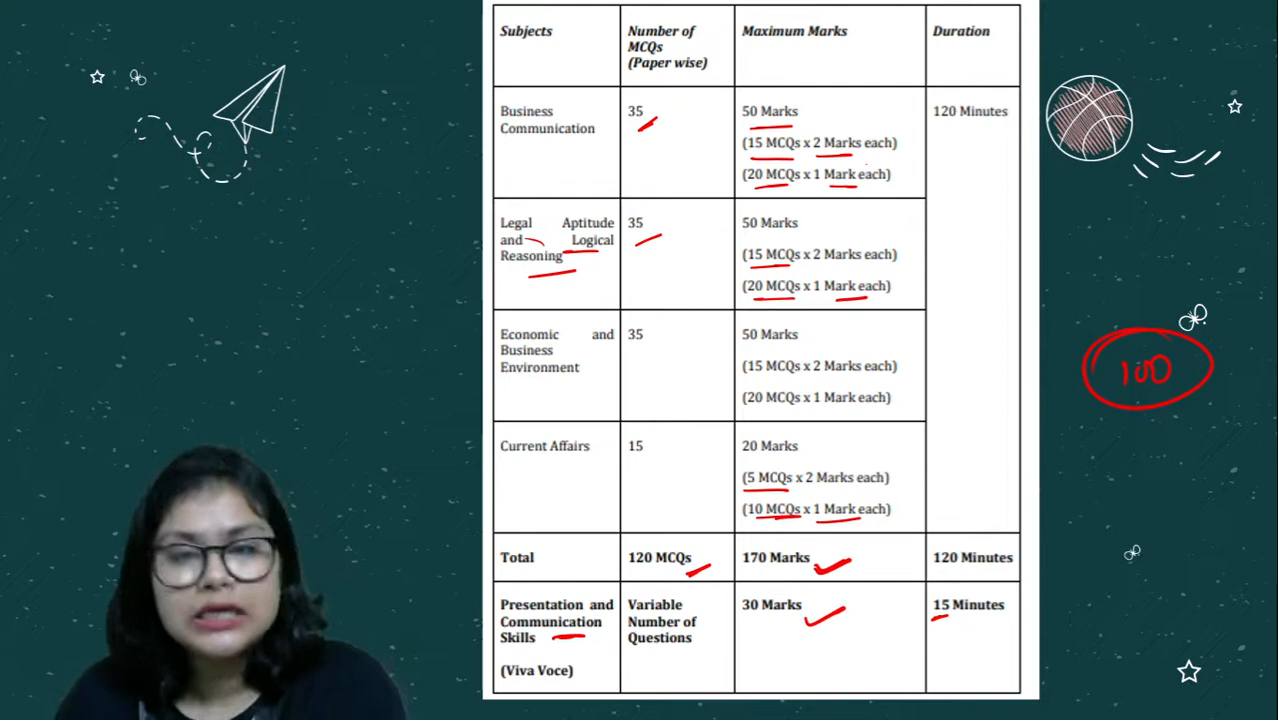 Subjects
Number of
MCQs
(Paper wise)
Maximum Marks
Duration
Business
Communication
35
50 Marks
(15 MCQs x 2 Marks each)
(20 MCQs x 1 Mark each)
120 Minutes
Legal Aptitude
and Logical
Reasoning
35
50 Marks
(15 MCQs x 2 Marks each)
(20 MCQs x 1 Mark each)
Economic and
Business
Environment
35
50 Marks
(15 MCQs x 2 Marks each)
(20 MCQs x 1 Mark each)
Current Affairs
15
20 Marks
(5 MCQs x 2 Marks each)
(10 MCQs x 1 Mark each)
Total
120 MCQs
170 Marks
120 Minutes
Presentation and
Communication
Skills
(Viva Voce)
Variable
Number of
Questions
30 Marks
15 Minutes
100